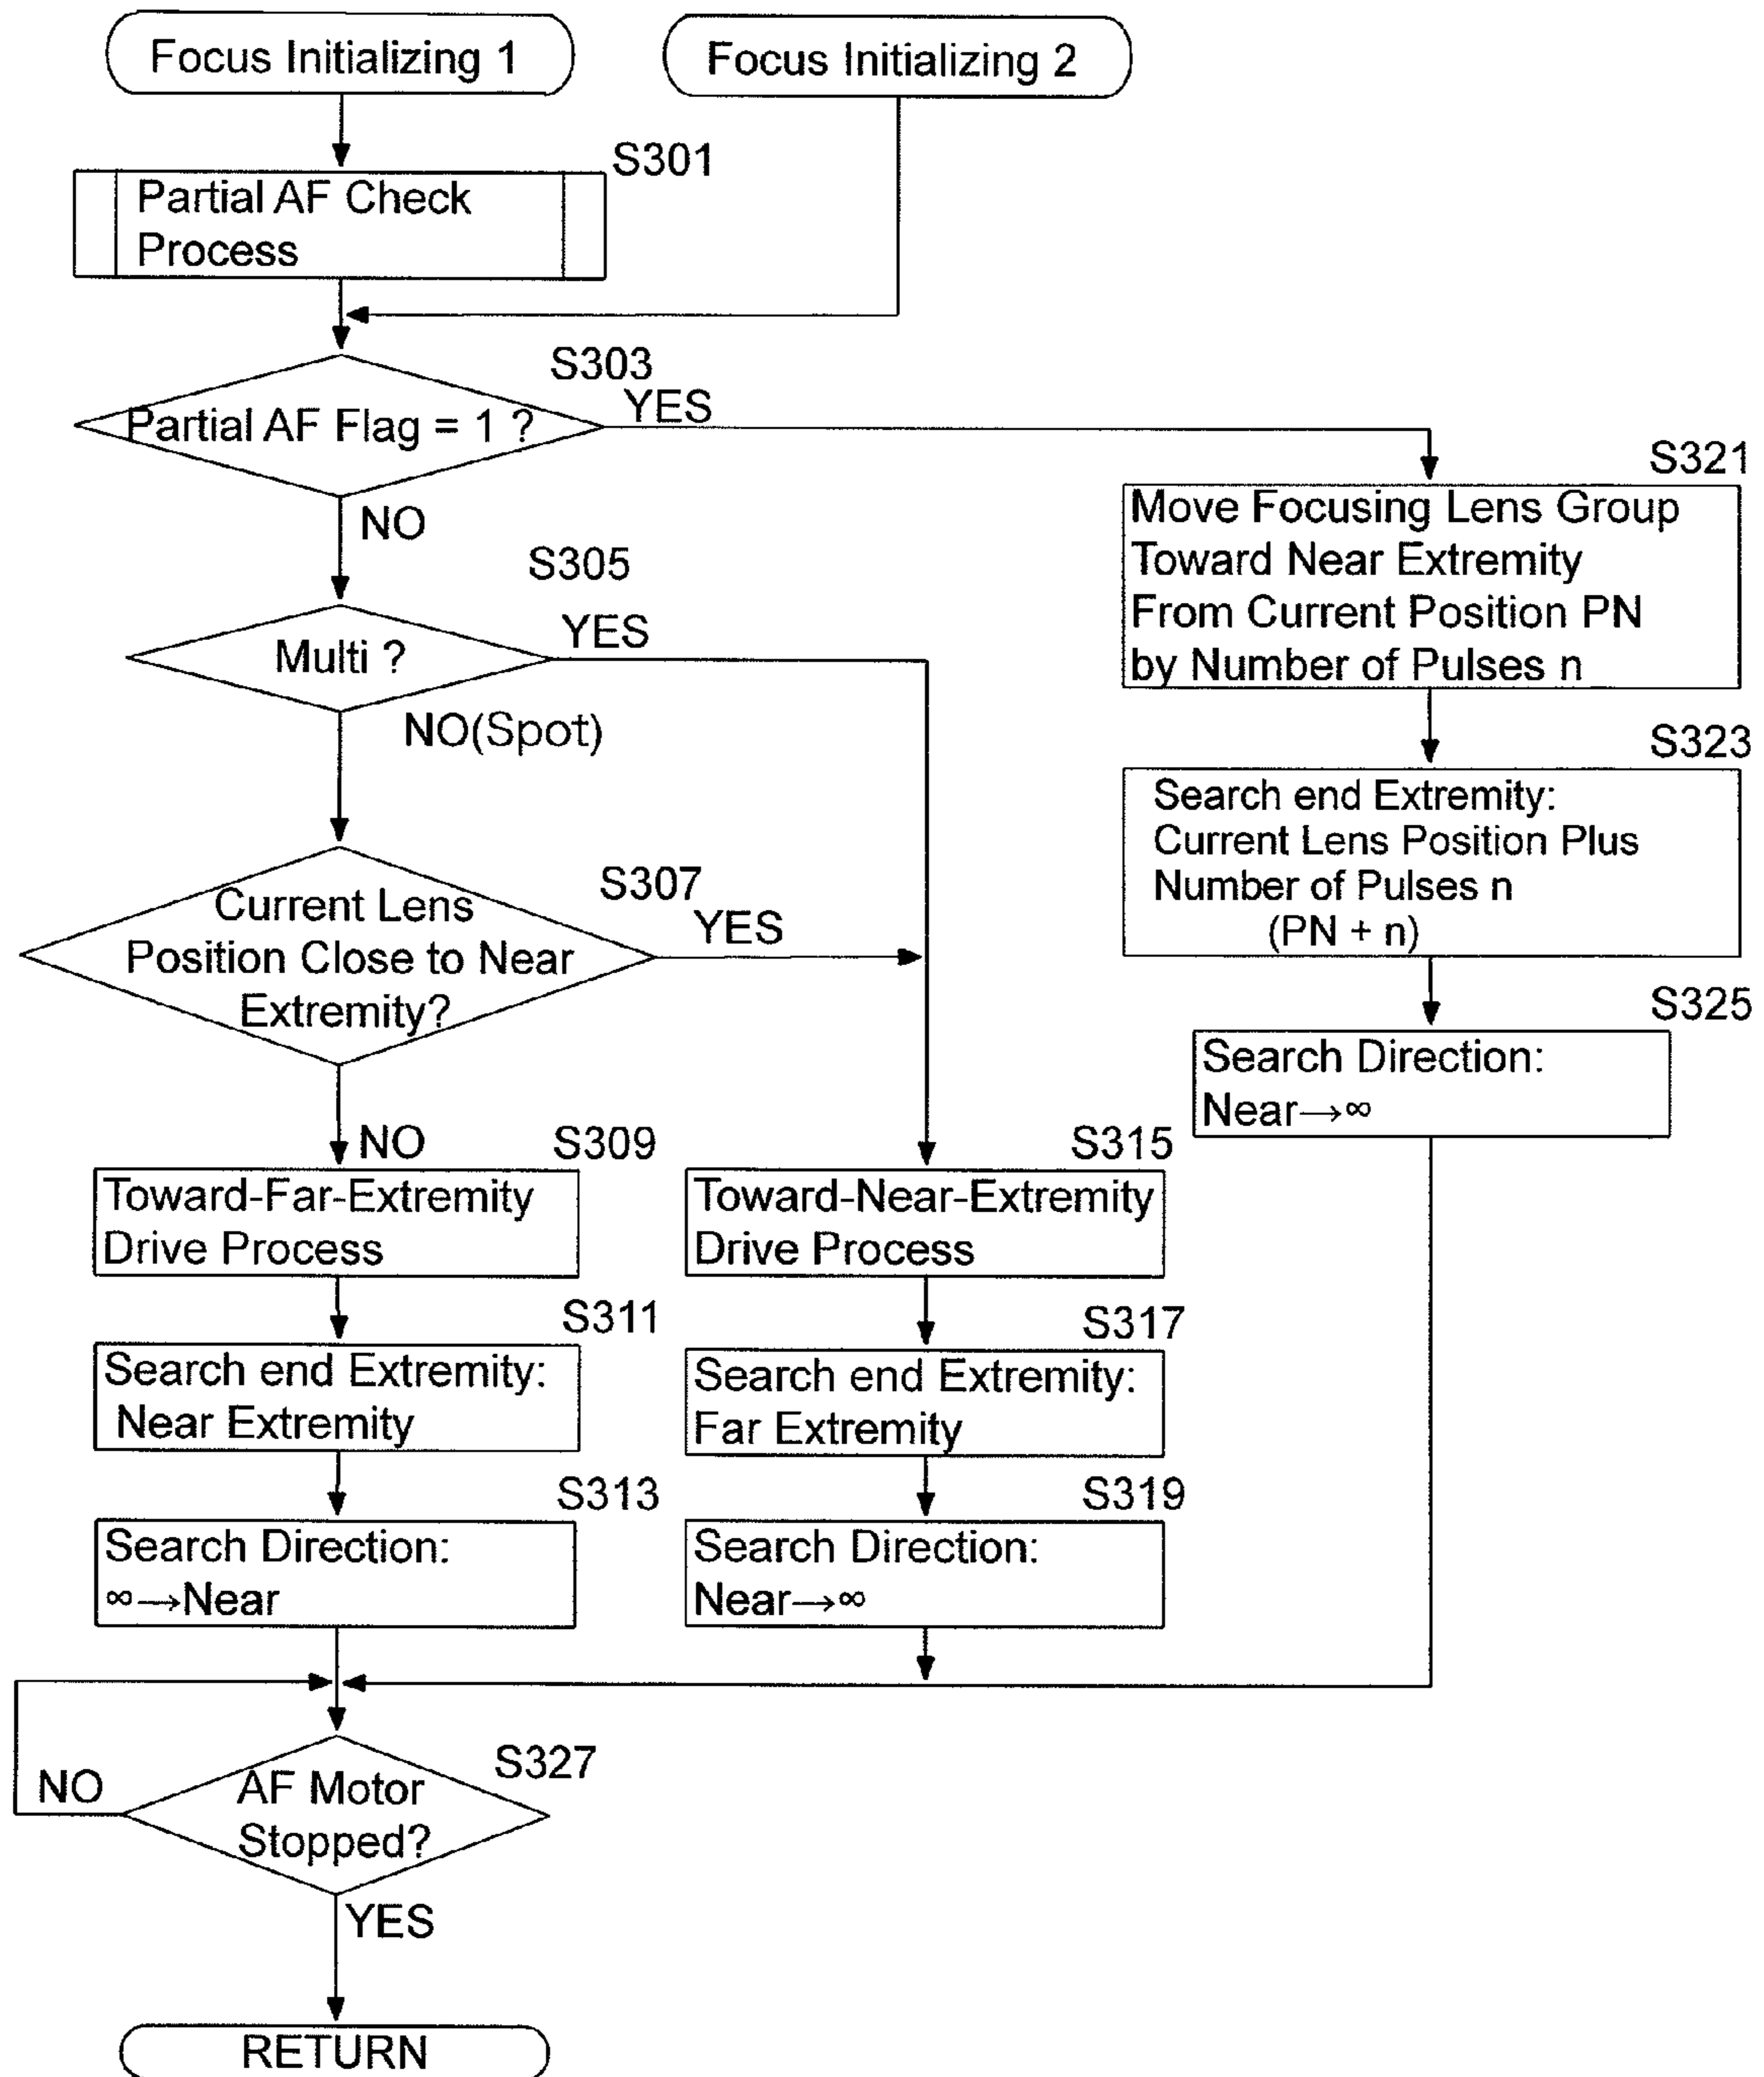 Focus Initializing 1
Focus Initializing 2
S301
Partial AF Check
Process
S303
Partial AF Flag = 1 ?
YES
NO
S305
Multi ?
YES
NO(Spot)
S307
Current Lens
Position Close to Near
Extremity?
YES
NO
S309
Toward-Far-Extremity
Drive Process
S311
Search end Extremity:
Near Extremity
S313
Search Direction:
∞→Near
S315
Toward-Near-Extremity
Drive Process
S317
Search end Extremity:
Far Extremity
S319
Search Direction:
Near→∞
S321
Move Focusing Lens Group
Toward Near Extremity
From Current Position PN
by Number of Pulses n
S323
Search end Extremity:
Current Lens Position Plus
Number of Pulses n
(PN + n)
S325
Search Direction:
Near→∞
S327
AF Motor
Stopped?
NO
YES
RETURN